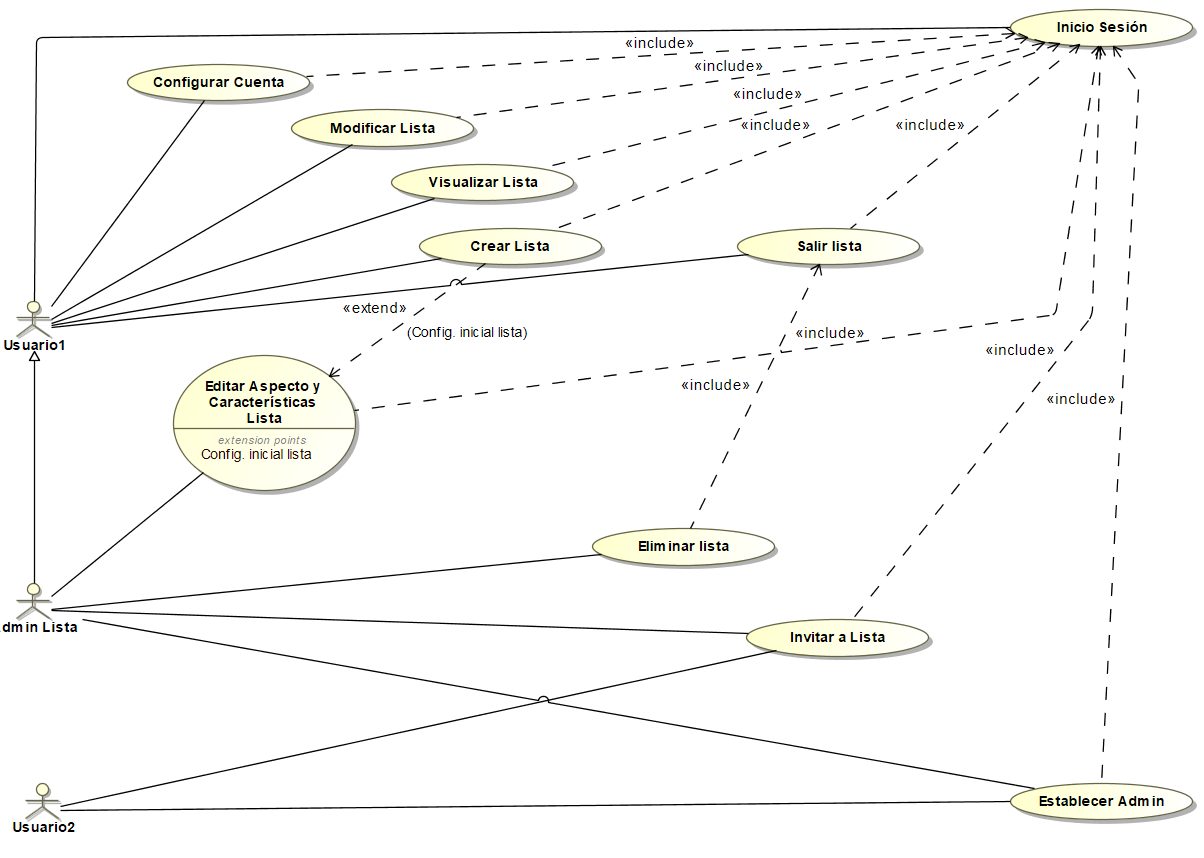 Inicio Sesión
«include»
Configurar Cuenta
«include»
«include»
Modificar Lista
«include»
«include»
Visualizar Lista
Crear Lista
Salir lista
«extend»
(Config. inicial lista)
«include»
Usuario1
«include»
Editar Aspecto y
Características
Lista
«include»
«include»
extension points
Config. inicial lista
Eliminar lista
dmin Lista
Invitar a Lista
Establecer Admin
Usuario2